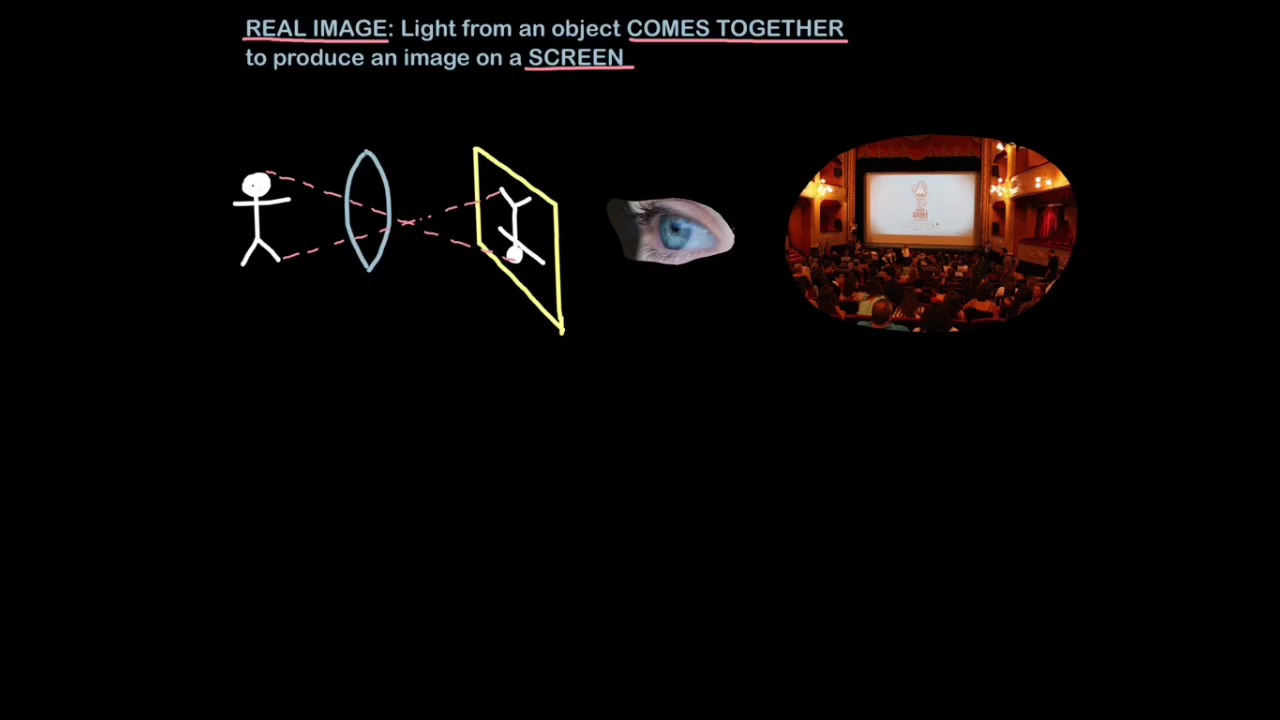 REAL IMAGE: Light from an object COMES TOGETHER
to produce an image on a SCREEN